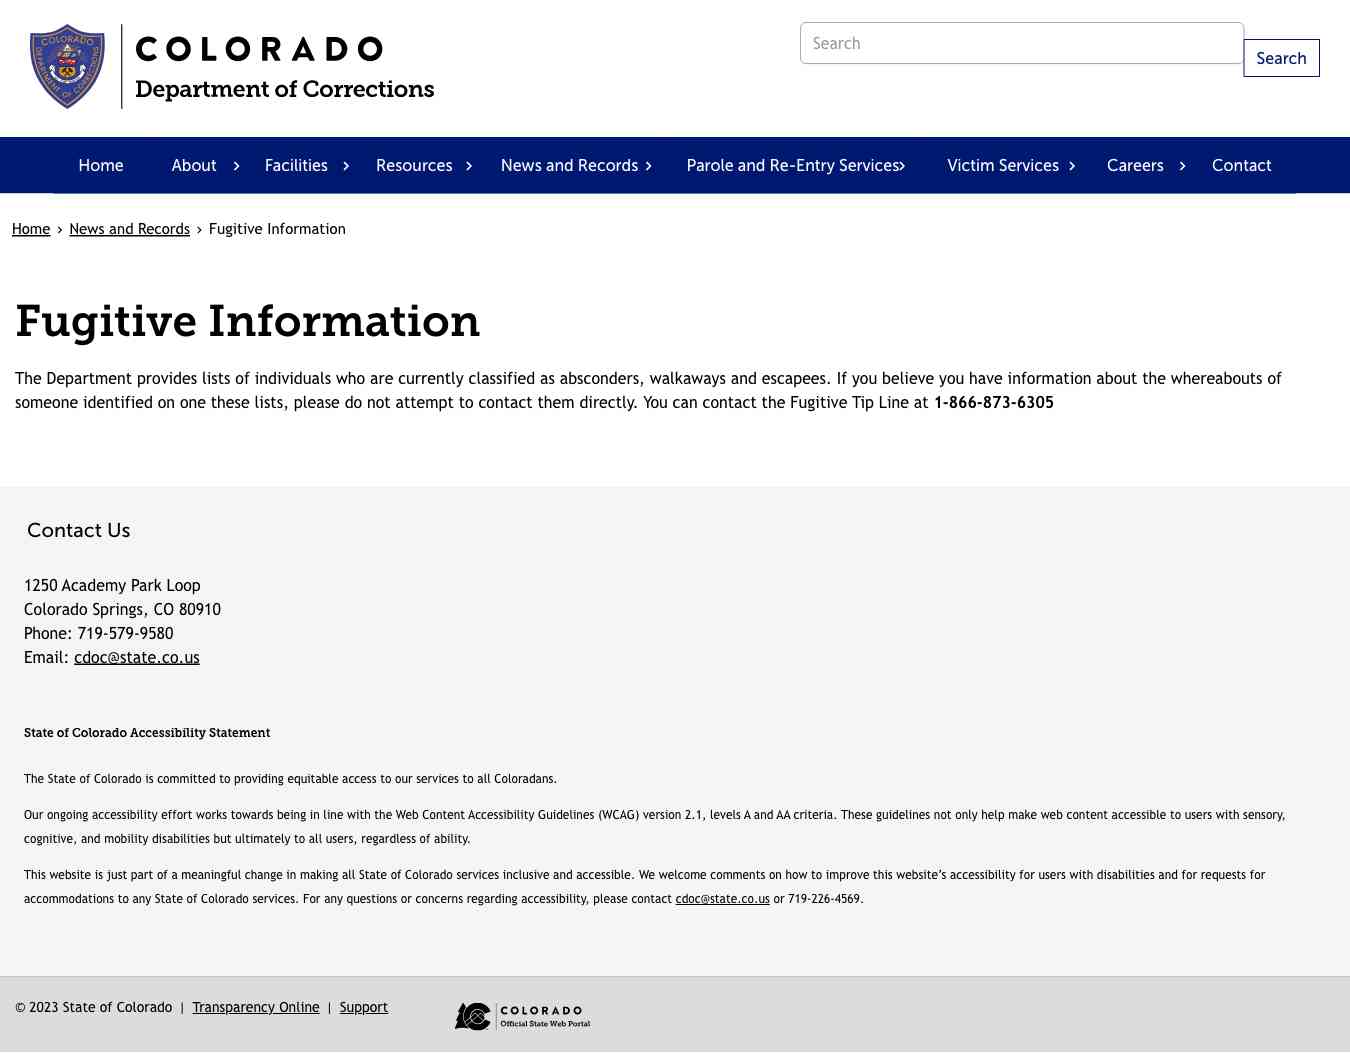 COLORADO
Department of Corrections
Search
Search
Home About Facilities Resources News and Records Parole and Re-Entry Services Victim Services Careers Contact
Home › News and Records › Fugitive Information
Fugitive Information
The Department provides lists of individuals who are currently classified as absconders, walkaways and escapees. If you believe you have information about the whereabouts of
someone identified on one these lists, please do not attempt to contact them directly. You can contact the Fugitive Tip Line at 1-866-873-6305
Contact Us
1250 Academy Park Loop
Colorado Springs, CO 80910
Phone: 719-579-9580
Email: cdoc@state.co.us
State of Colorado Accessibility Statement
The State of Colorado is committed to providing equitable access to our services to all Coloradans.
Our ongoing accessibility effort works towards being in line with the Web Content Accessibility Guidelines (WCAG) version 2.1, levels A and AA criteria. These guidelines not only help make web content accessible to users with sensory,
cognitive, and mobility disabilities but ultimately to all users, regardless of ability.
This website is just part of a meaningful change in making all State of Colorado services inclusive and accessible. We welcome comments on how to improve this website’s accessibility for users with disabilities and for requests for
accommodations to any State of Colorado services. For any questions or concerns regarding accessibility, please contact cdoc@state.co.us or 719-226-4569.
© 2023 State of Colorado | Transparency Online | Support
COLORADO
Official State Web Portal